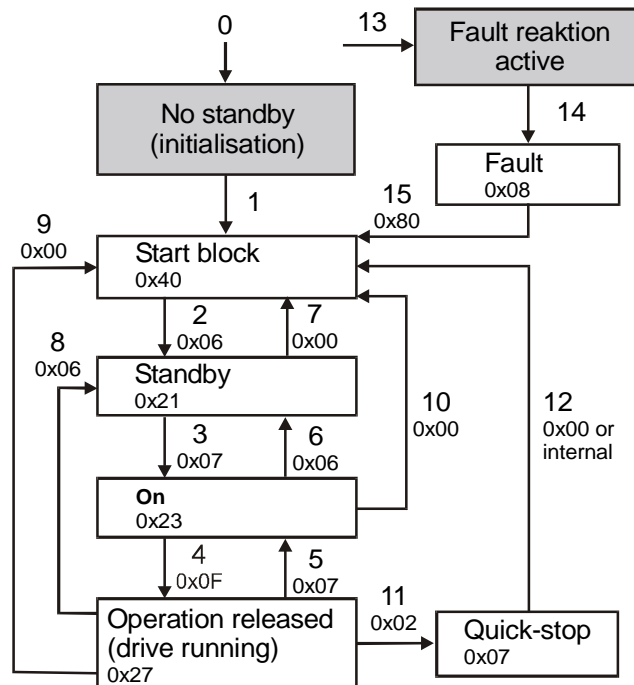 0
13
Fault reaktion
active
No standby
(initialisation)
14
Fault
0x08
1
15
0x80
9
0x00
Start block
0x40
2
0x06
7
0x00
8
0x06
Standby
0x21
10
0x00
12
0x00 or
internal
3
0x07
6
0x06
On
0x23
4
0x0F
5
0x07
11
0x02
Operation released
(drive running)
0x27
Quick-stop
0x07